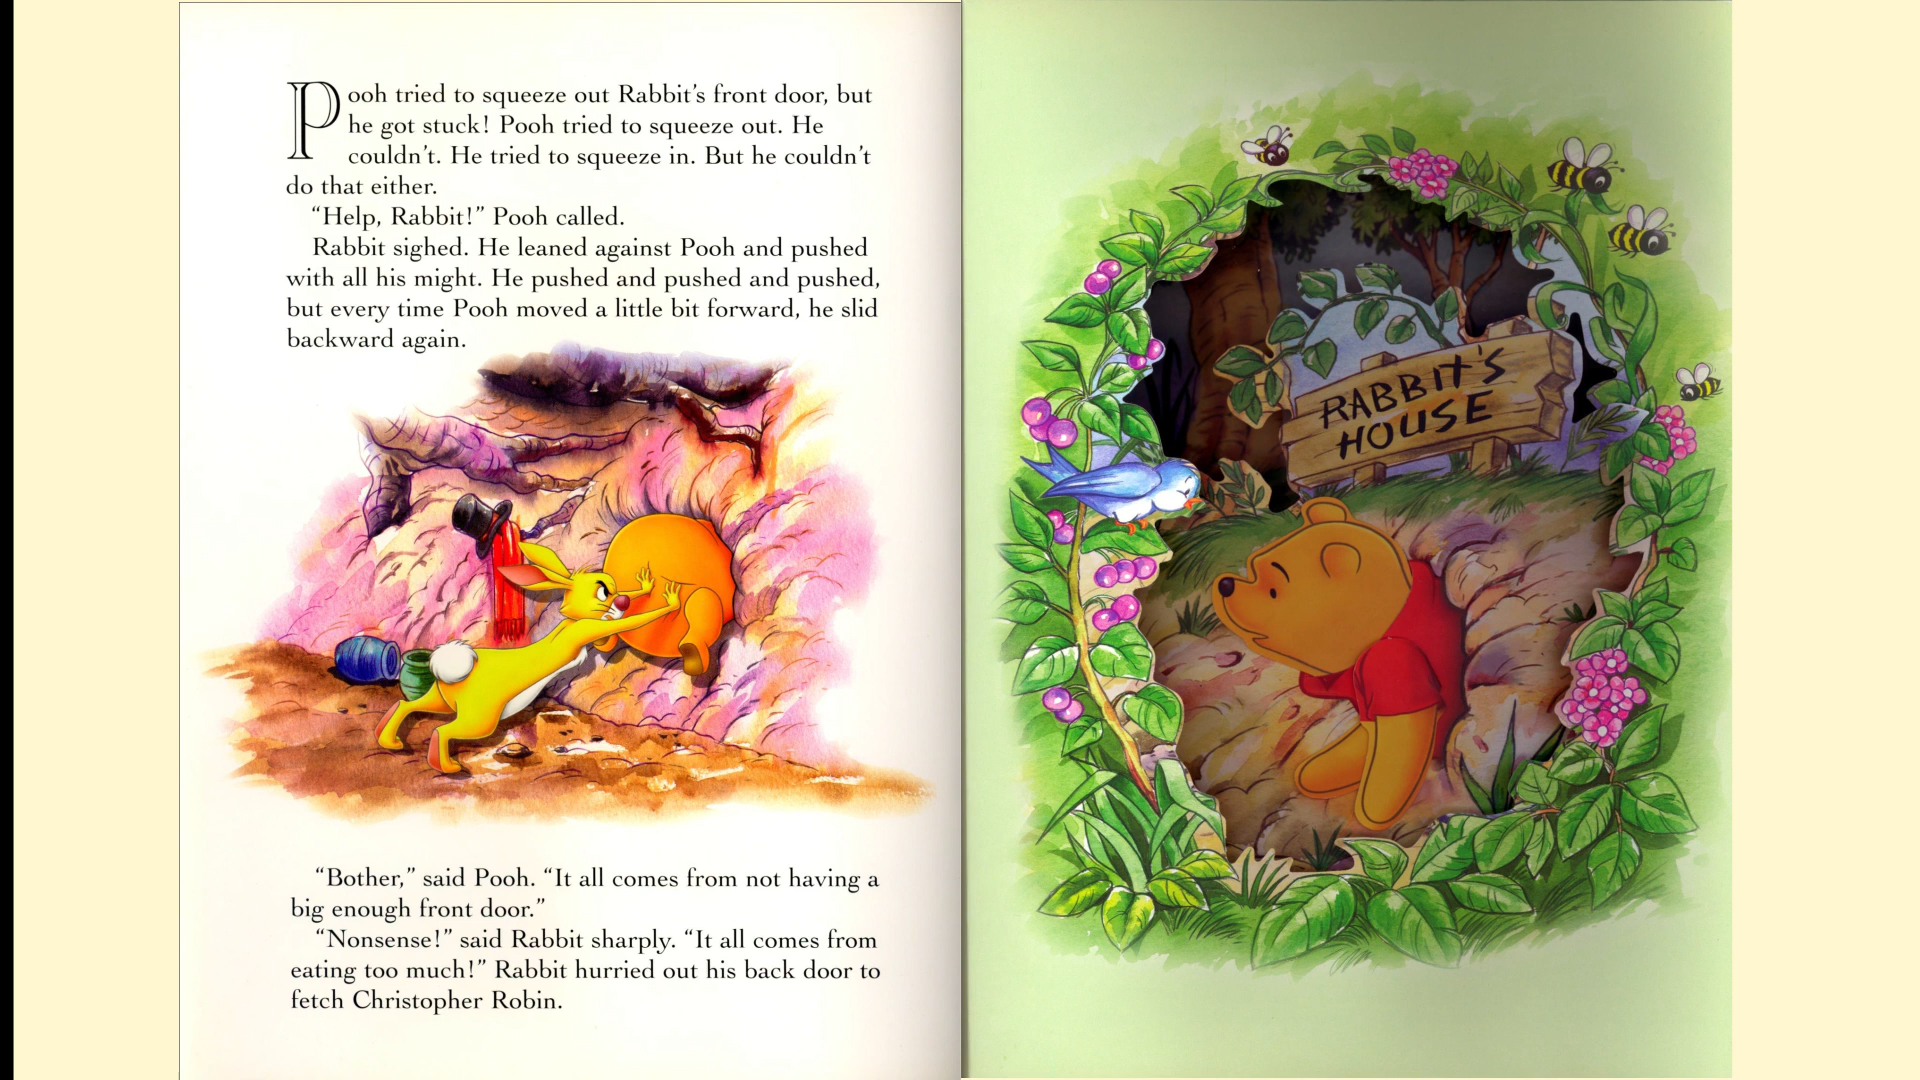 Pooh tried to squeeze out Rabbit's front door, but
he got stuck! Pooh tried to squeeze out. He
couldn't. He tried to squeeze in. But he couldn't
do that either.
“Help, Rabbit!” Pooh called.
Rabbit sighed. He leaned against Pooh and pushed
with all his might. He pushed and pushed and pushed,
but every time Pooh moved a little bit forward, he slid
backward again.
“Bother,” said Pooh. “It all comes from not having a
big enough front door.”
“Nonsense!” said Rabbit sharply. “It all comes from
eating too much!” Rabbit hurried out his back door to
fetch Christopher Robin.
RABBIT'S
HOUSE